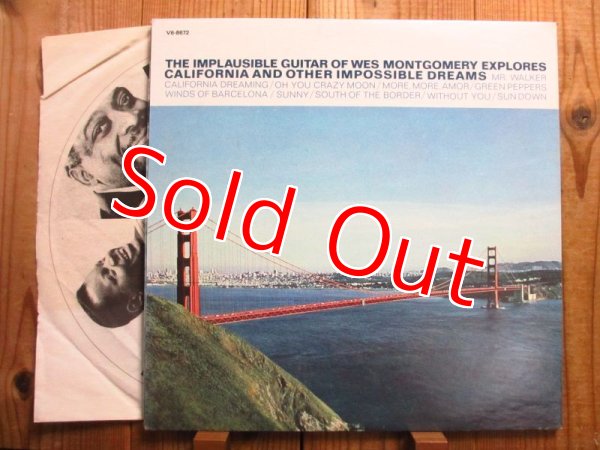 V6-8672
THE IMPLAUSIBLE GUITAR OF WES MONTGOMERY EXPLORES
CALIFORNIA AND OTHER IMPOSSIBLE DREAMS MR. WALKER
CALIFORNIA DREAMING/OH YOU CRAZY MOON/MORE, MORE AMOR/GREEN PEPPERS
WINDS OF BARCELONA/SUNNY/SOUTH OF THE BORDER/WITHOUT YOU/SUN DOWN
Sold Out